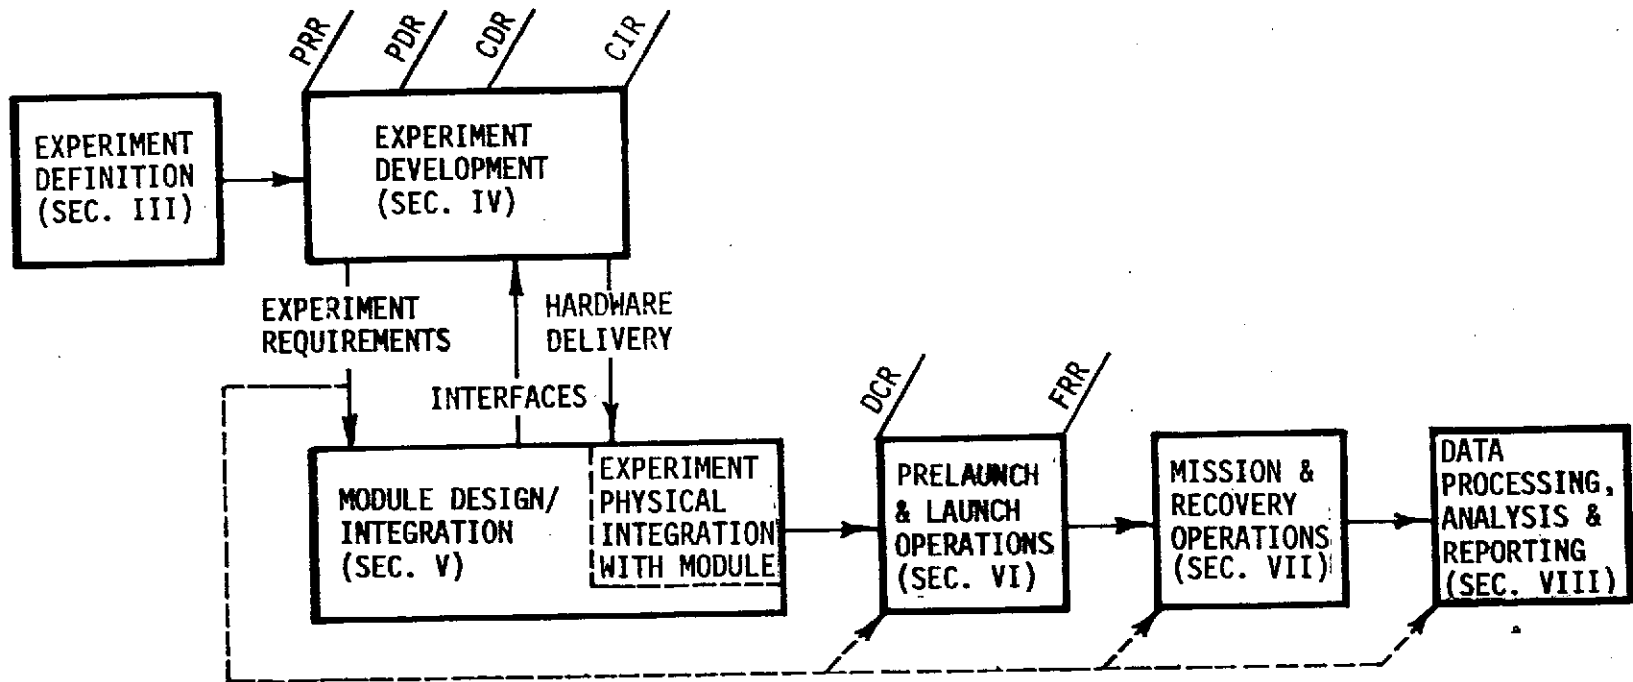 PRR
PDR
CDR
CIR
EXPERIMENT
DEFINITION
(SEC. III)
EXPERIMENT
DEVELOPMENT
(SEC. IV)
EXPERIMENT
REQUIREMENTS
INTERFACES
HARDWARE
DELIVERY
MODULE DESIGN/
INTEGRATION
(SEC. V)
EXPERIMENT
PHYSICAL
INTEGRATION
WITH MODULE
DCR
FRR
PRELAUNCH
& LAUNCH
OPERATIONS
(SEC. VI)
MISSION &
RECOVERY
OPERATIONS
(SEC. VII)
DATA
PROCESSING,
ANALYSIS &
REPORTING
(SEC. VIII)